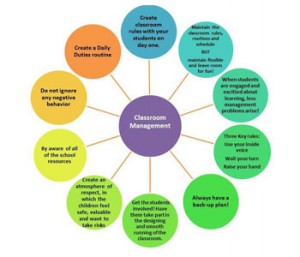 Create
classroom
rules with your
students on
day one.
Maintain the
classroom rules,
routines and
schedule
BUT
maintain flexible
and leave room
for fun!
When students
are engaged and
excited about
learning, less
management
problems arise!
Three Key rules:
Use your inside
voice
Wait your turn
Raise your hand
Always have a
back-up plan!
Get the students
involved! Have
them take part in
the designing
and smooth
running of the
classroom.
Create an
atmosphere of
respect, in which
the children feel
safe, valuable
and want to
take risks
By aware of all
of the school
resources
Do not ignore
any negative
behavior
Create a Daily
Duties routine
Classroom
Management